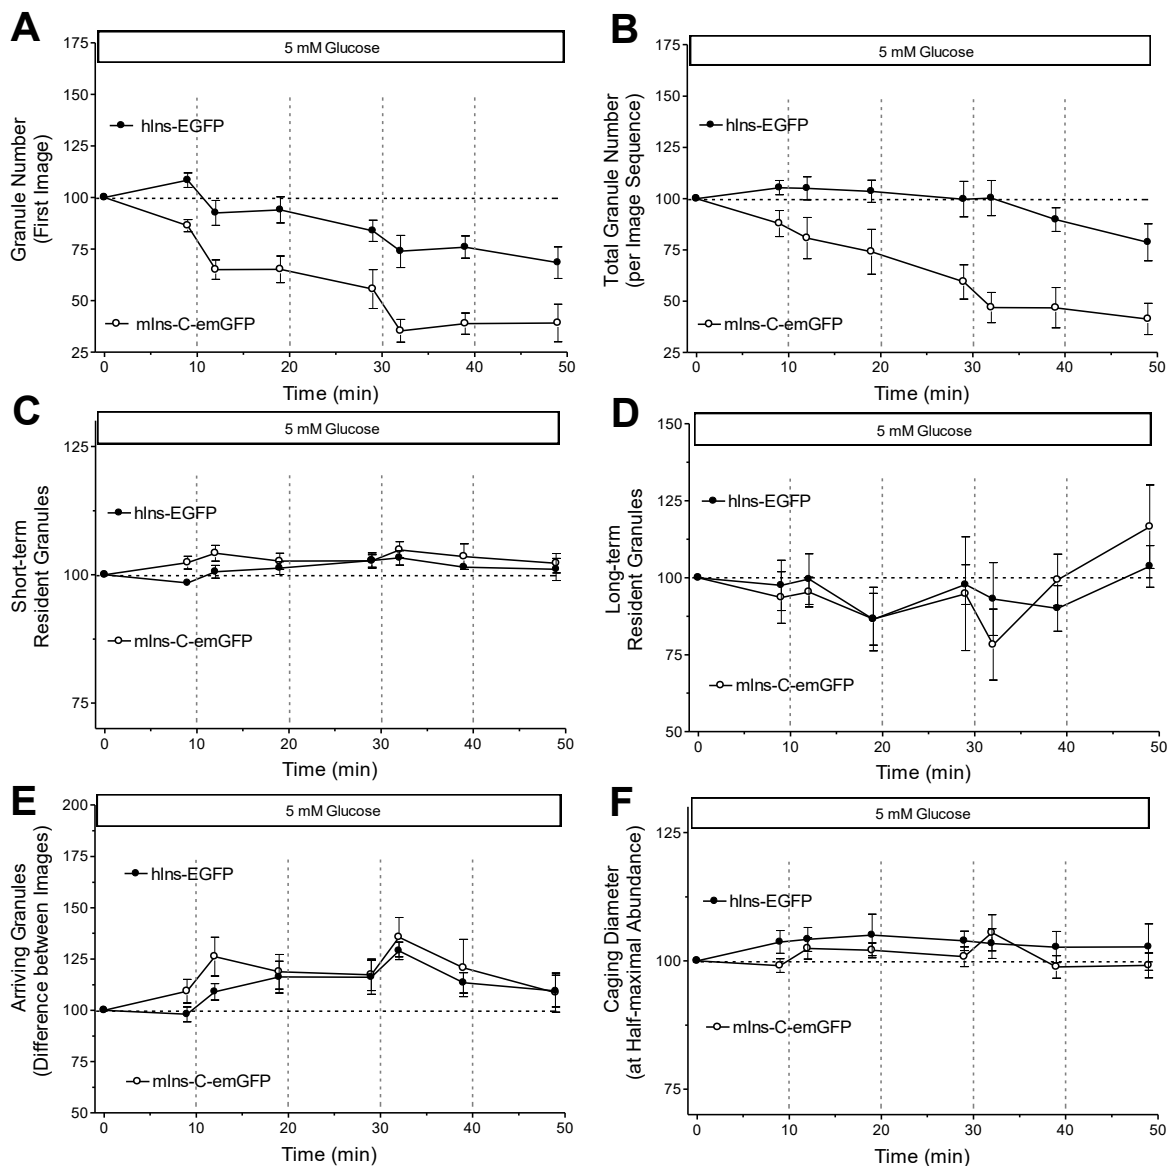 A
5 mM Glucose
Granule Number
(First Image)
175
150
125
100
75
50
25
hIns-EGFP
mIns-C-emGFP
0 10 20 30 40 50
Time (min)
B
5 mM Glucose
Total Granule Number
(per Image Sequence)
175
150
125
100
75
50
25
hIns-EGFP
mIns-C-emGFP
0 10 20 30 40 50
Time (min)
C
5 mM Glucose
Short-term
Resident Granules
125
100
75
hIns-EGFP
mIns-C-emGFP
0 10 20 30 40 50
Time (min)
D
5 mM Glucose
Long-term
Resident Granules
150
125
100
75
50
hIns-EGFP
mIns-C-emGFP
0 10 20 30 40 50
Time (min)
E
5 mM Glucose
Arriving Granules
(Difference between Images)
200
175
150
125
100
75
50
hIns-EGFP
mIns-C-emGFP
0 10 20 30 40 50
Time (min)
F
5 mM Glucose
Caging Diameter
(at Half-maximal Abundance)
125
100
75
hIns-EGFP
mIns-C-emGFP
0 10 20 30 40 50
Time (min)